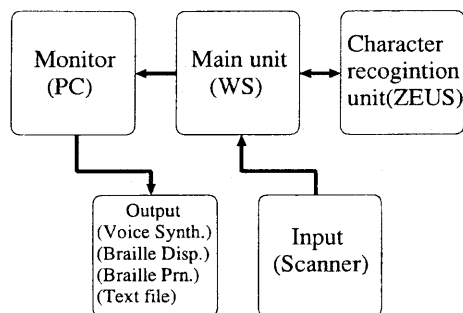 Monitor
(PC)
Main unit
(WS)
Character
recogintion
unit(ZEUS)
Output
(Voice Synth.)
(Braille Disp.)
(Braille Prn.)
(Text file)
Input
(Scanner)